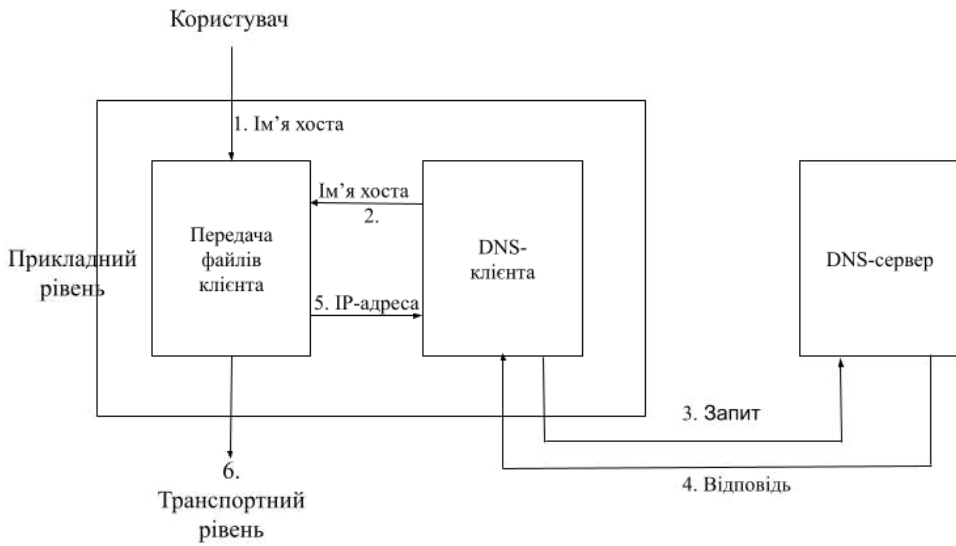 Користувач
1. Ім’я хоста
Ім’я хоста
2.
Передача
файлів
клієнта
DNS-
клієнта
DNS-сервер
Прикладний
рівень
5. IP-адреса
3. Запит
4. Відповідь
6.
Транспортний
рівень